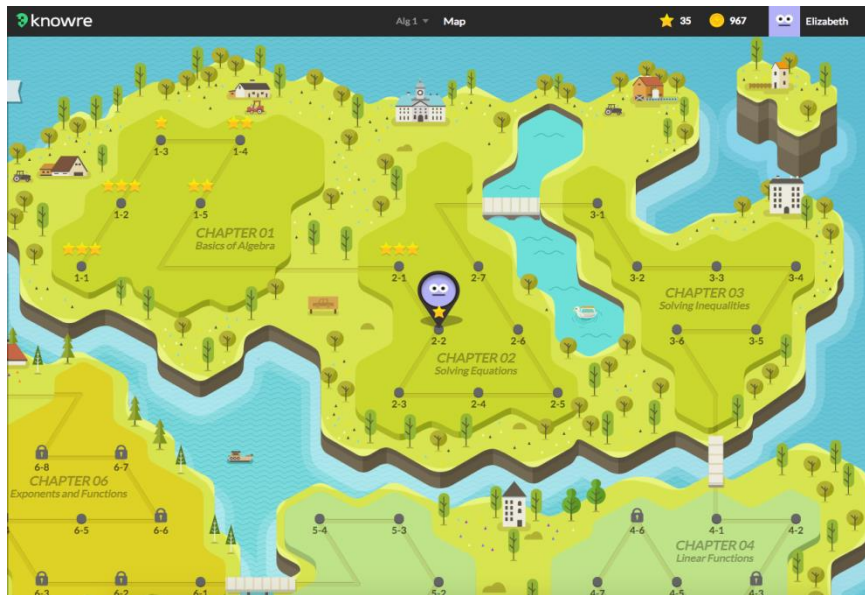 knowre
Alg 1
Map
35
967
Elizabeth
1-3
1-4
1-2
1-5
CHAPTER 01
Basics of Algebra
1-1
3-1
2-1
2-7
3-2
3-3
3-4
CHAPTER 03
Solving Inequalities
2-2
2-6
3-6
3-5
CHAPTER 02
Solving Equations
2-3
2-4
2-5
6-8
6-7
CHAPTER 06
Exponents and Functions
6-5
6-6
5-4
5-3
4-6
4-1
4-2
CHAPTER 04
Linear Functions
6-3
6-2
6-1
5-2
4-7
4-5
4-3